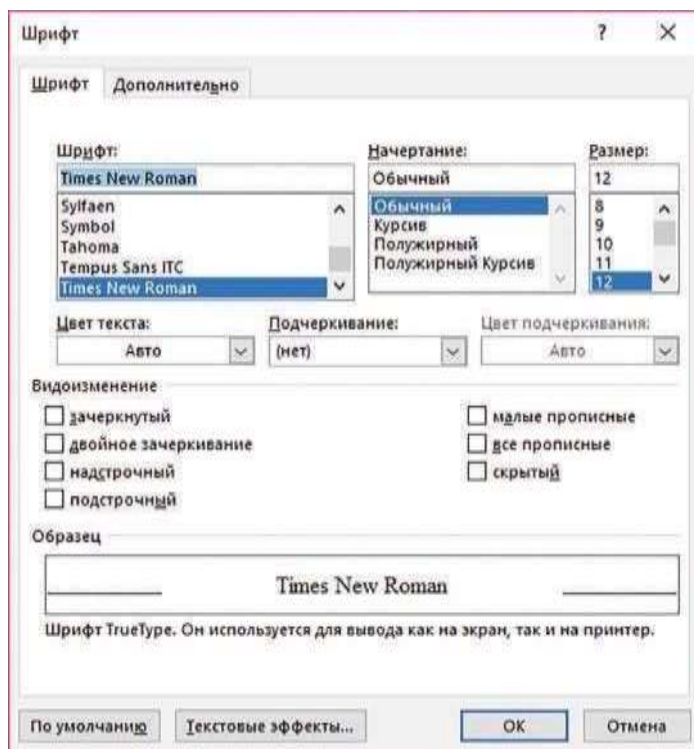 Шрифт ? ×
Шрифт Дополнительно
Шрифт: Начертание: Размер:
Times New Roman Обычный 12
Sylfaen Обычный 8
Symbol Курсив 9
Tahoma Полужирный 10
Tempus Sans ITC Полужирный Курсив 11
Times New Roman 12
Цвет текста: Подчеркивание: Цвет подчеркивания:
Авто (нет) Авто
Видоизменение
зачеркнутый малые прописные
двойное зачеркивание все прописные
надстрочный скрытый
подстрочный
Образец
Times New Roman
Шрифт TrueType. Он используется для вывода как на экран, так и на принтер.
По умолчанию Текстовые эффекты... ОК Отмена